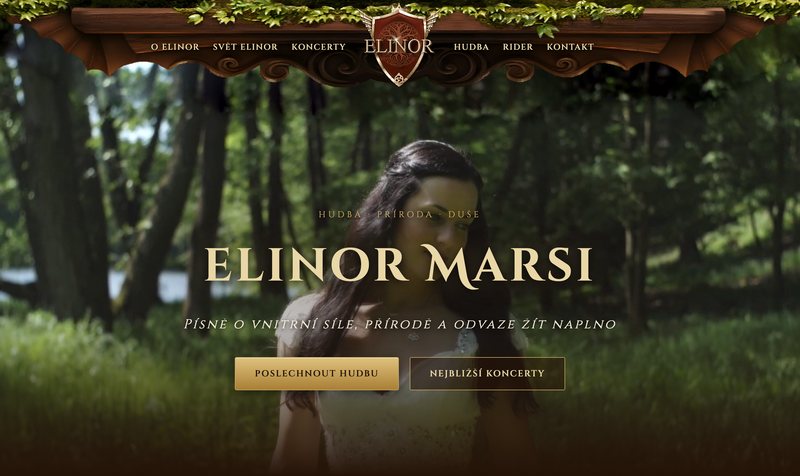 O ELINOR SVĚT ELINOR KONCERTY ELINOR HUDBA RIDER KONTAKT
HUDBA · PŘÍRODA · DUŠE
ELINOR MARSI
PÍSNĚ O VNITŘNÍ SÍLE, PŘÍRODĚ A ODVAZE ŽÍT NAPLNO
POSLECHNOUT HUDBU NEJBLIŽŠÍ KONCERTY